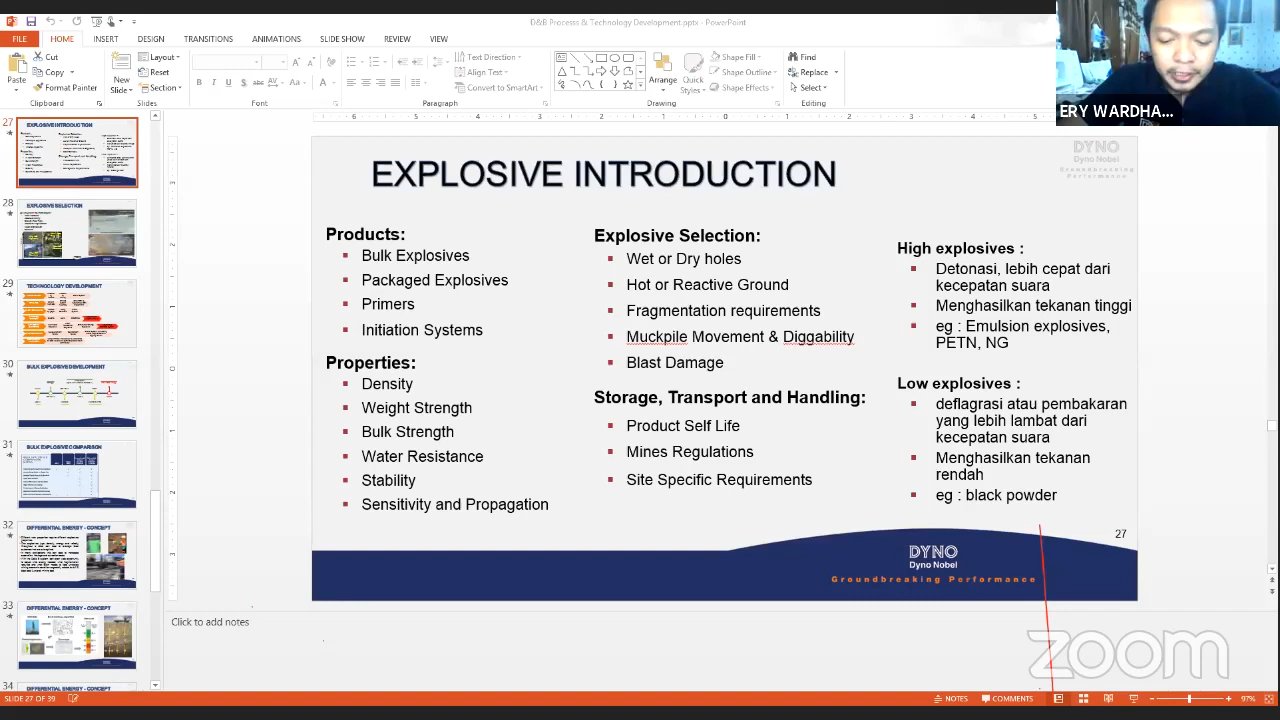 D&B Processs & Technology Development.pptx - PowerPoint
FILE HOME INSERT DESIGN TRANSITIONS ANIMATIONS SLIDE SHOW REVIEW VIEW
Paste
Cut
Copy
Format Painter
Clipboard
New Slide
Layout
Reset
Section
Slides
Font
Text Direction
Align Text
Convert to SmartArt
Paragraph
Arrange
Quick Styles
Shape Fill
Shape Outline
Shape Effects
Drawing
Find
Replace
Select
Editing
ERY WARDHA...
27
EXPLOSIVE INTRODUCTION
28
EXPLOSIVE SELECTION
29
TECHNOLOGY DEVELOPMENT
30
BULK EXPLOSIVE DEVELOPMENT
31
BULK EXPLOSIVE COMPARISON
32
DIFFERENTIAL ENERGY - CONCEPT
33
DIFFERENTIAL ENERGY - CONCEPT
34
DIFFERENTIAL ENERGY - CONCEPT
EXPLOSIVE INTRODUCTION
DYNO
Dyno Nobel
Groundbreaking
Performance
Products:
Bulk Explosives
Packaged Explosives
Primers
Initiation Systems
Properties:
Density
Weight Strength
Bulk Strength
Water Resistance
Stability
Sensitivity and Propagation
Explosive Selection:
Wet or Dry holes
Hot or Reactive Ground
Fragmentation requirements
Muckpile Movement & Diggability
Blast Damage
Storage, Transport and Handling:
Product Self Life
Mines Regulations
Site Specific Requirements
High explosives :
Detonasi, lebih cepat dari
kecepatan suara
Menghasilkan tekanan tinggi
eg : Emulsion explosives,
PETN, NG
Low explosives :
deflagrasi atau pembakaran
yang lebih lambat dari
kecepatan suara
Menghasilkan tekanan
rendah
eg : black powder
27
DYNO
Dyno Nobel
Groundbreaking Performance
Click to add notes
zoom
SLIDE 27 OF 39
NOTES COMMENTS 97%